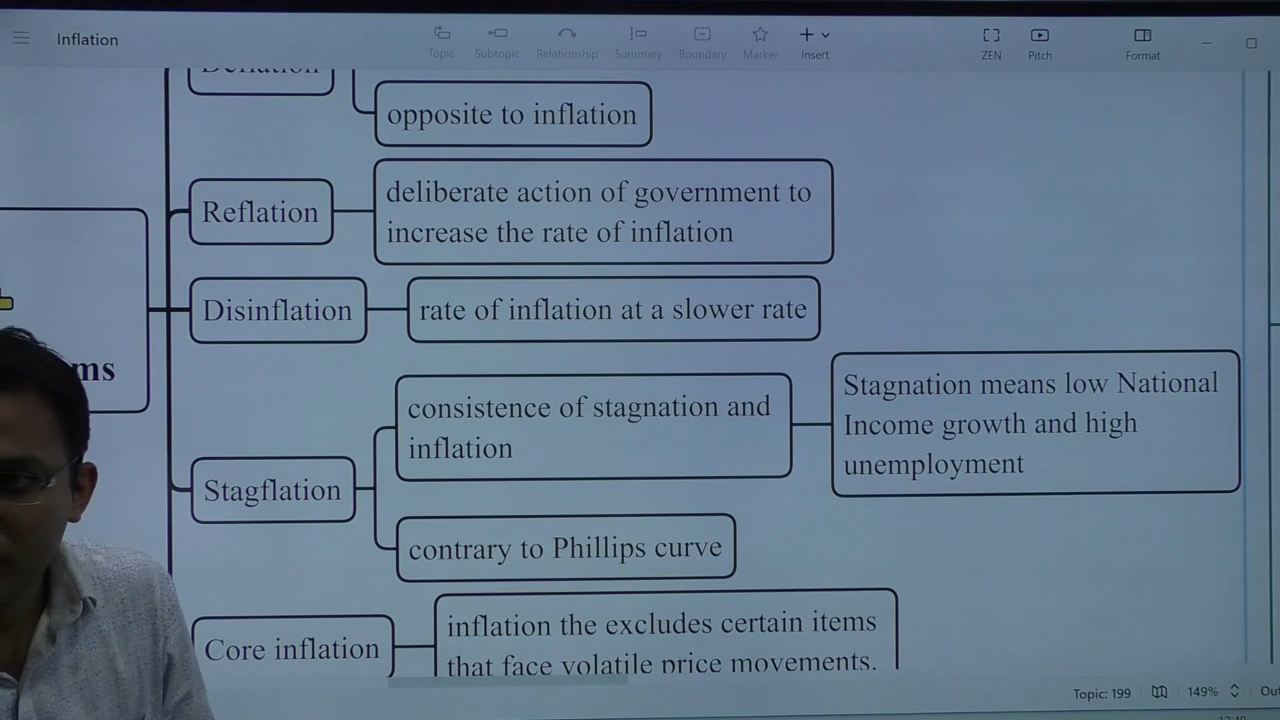 Inflation
Topic
Subtopic
Relationship
Summary
Boundary
Marker
Insert
ZEN
Pitch
Format
Deflation
opposite to inflation
Reflation
deliberate action of government to
increase the rate of inflation
Disinflation
rate of inflation at a slower rate
ms
Stagflation
consistence of stagnation and
inflation
Stagnation means low National
Income growth and high
unemployment
contrary to Phillips curve
Core inflation
inflation the excludes certain items
that face volatile price movements.
Topic: 199
149%